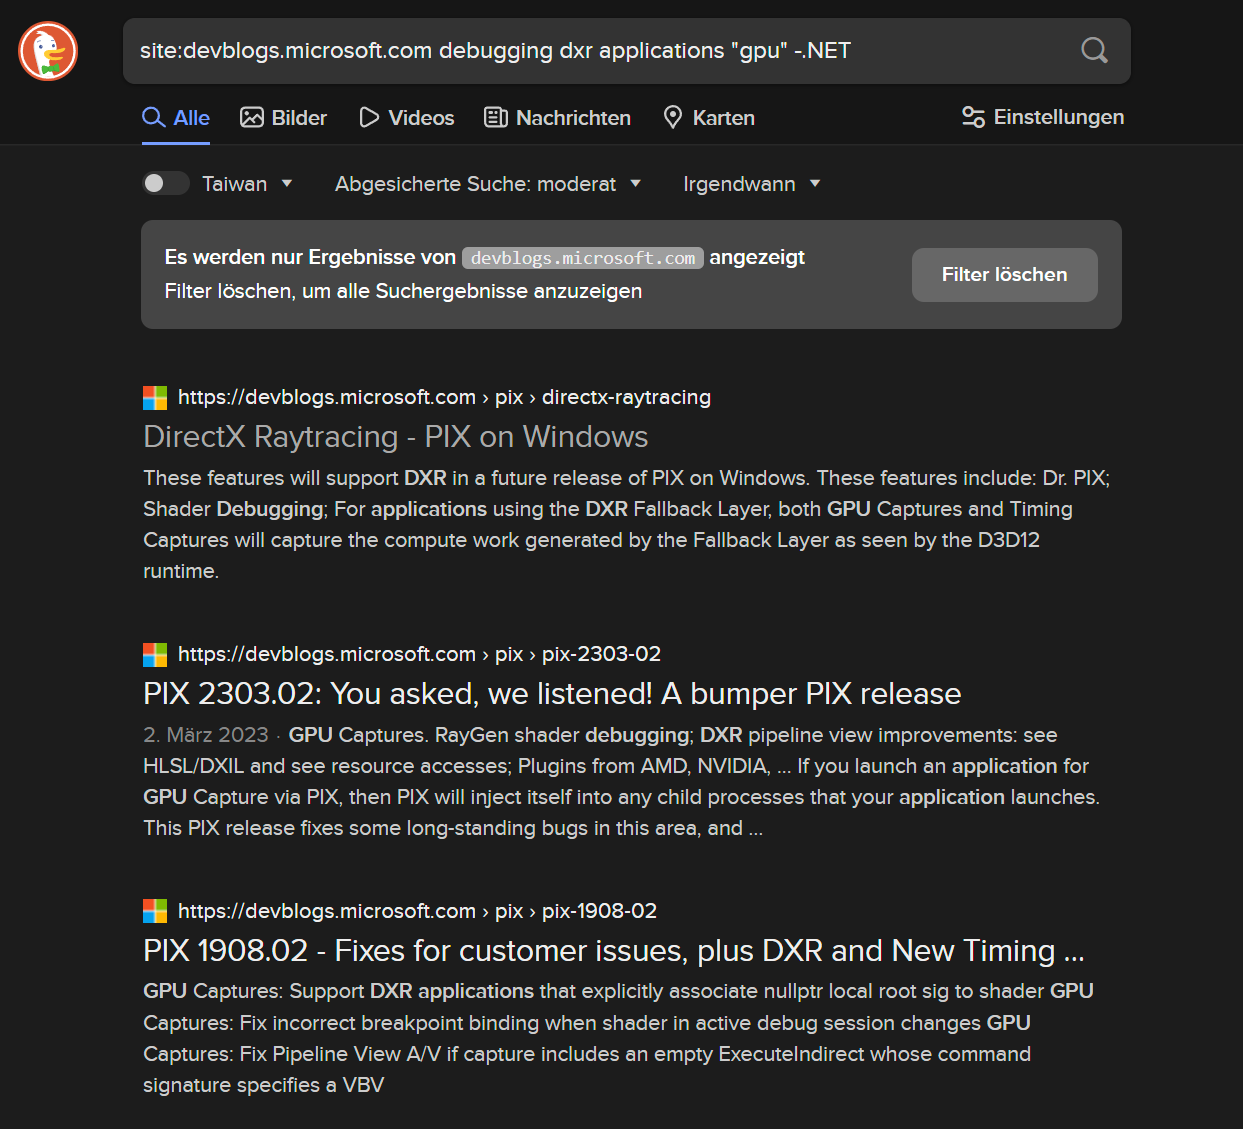 site:devblogs.microsoft.com debugging dxr applications "gpu" -.NET
Alle Bilder Videos Nachrichten Karten Einstellungen
Taiwan Abgesicherte Suche: moderat Irgendwann
Es werden nur Ergebnisse von devblogs.microsoft.com angezeigt
Filter löschen, um alle Suchergebnisse anzuzeigen
Filter löschen
https://devblogs.microsoft.com › pix › directx-raytracing
DirectX Raytracing - PIX on Windows
These features will support DXR in a future release of PIX on Windows. These features include: Dr. PIX;
Shader Debugging; For applications using the DXR Fallback Layer, both GPU Captures and Timing
Captures will capture the compute work generated by the Fallback Layer as seen by the D3D12
runtime.
https://devblogs.microsoft.com › pix › pix-2303-02
PIX 2303.02: You asked, we listened! A bumper PIX release
2. März 2023 · GPU Captures. RayGen shader debugging; DXR pipeline view improvements: see
HLSL/DXIL and see resource accesses; Plugins from AMD, NVIDIA, ... If you launch an application for
GPU Capture via PIX, then PIX will inject itself into any child processes that your application launches.
This PIX release fixes some long-standing bugs in this area, and ...
https://devblogs.microsoft.com › pix › pix-1908-02
PIX 1908.02 - Fixes for customer issues, plus DXR and New Timing ...
GPU Captures: Support DXR applications that explicitly associate nullptr local root sig to shader GPU
Captures: Fix incorrect breakpoint binding when shader in active debug session changes GPU
Captures: Fix Pipeline View A/V if capture includes an empty ExecuteIndirect whose command
signature specifies a VBV